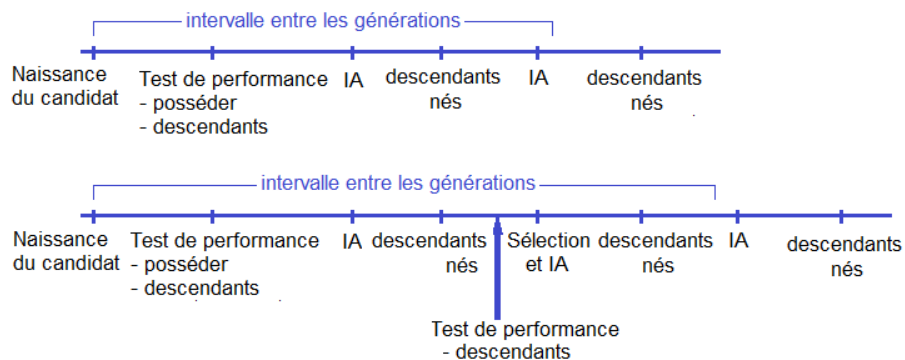 intervalle entre les générations
Naissance
du candidat
Test de performance
- posséder
- descendants
IA
descendants
nés
IA
descendants
nés
intervalle entre les générations
Naissance
du candidat
Test de performance
- posséder
- descendants
IA
descendants
nés
Sélection
et IA
descendants
nés
IA
descendants
nés
Test de performance
- descendants